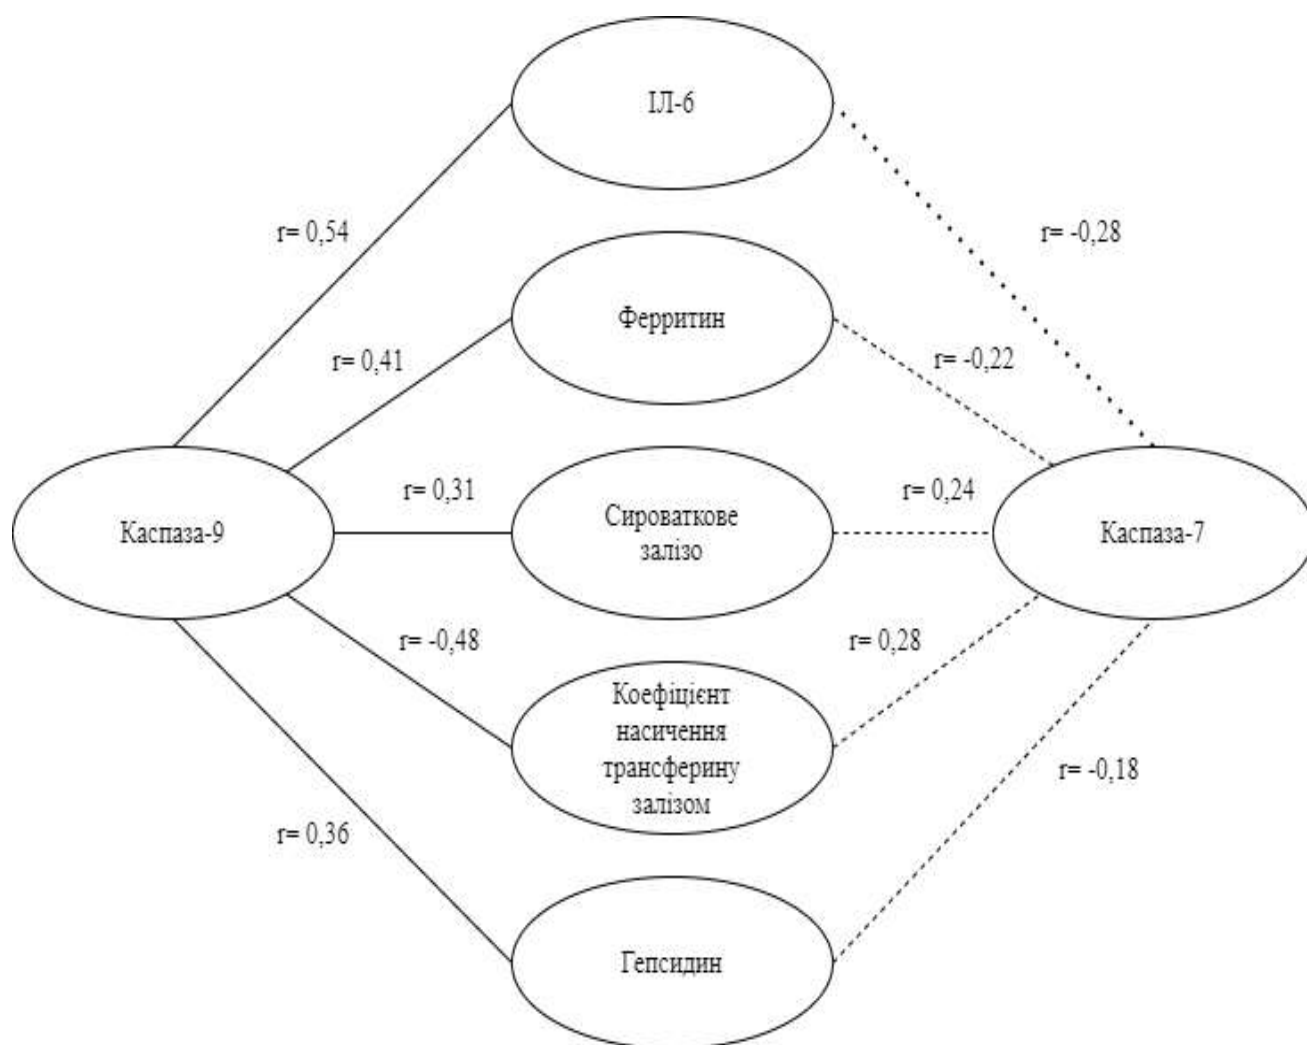 ІЛ-6
r= 0,54
r= -0,28
Ферритин
r= 0,41
r= -0,22
Каспаза-9
r= 0,31
Сироваткове
залізо
r= 0,24
Каспаза-7
r= -0,48
Коефіцієнт
насичення
трансферину
залізом
r= 0,28
r= 0,36
r= -0,18
Гепсидин